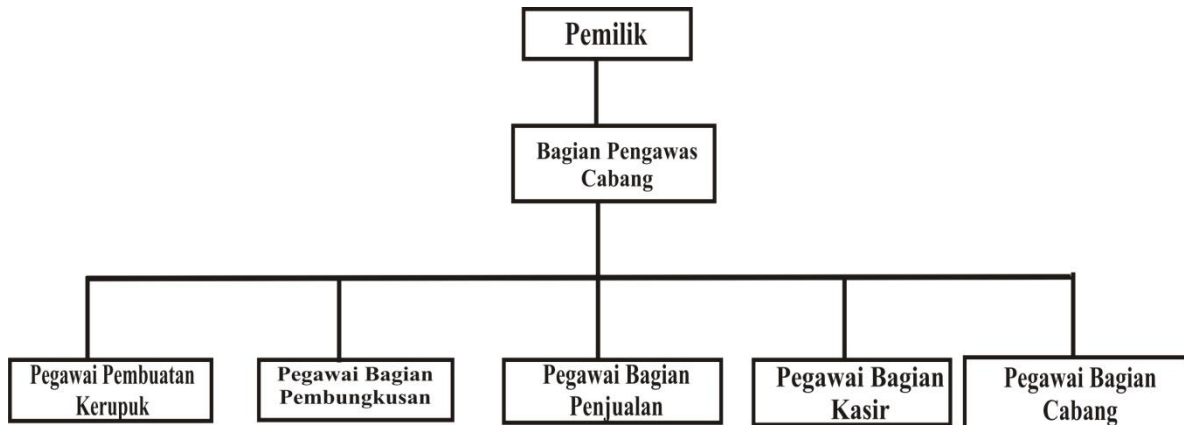 Pemilik
Bagian Pengawas
Cabang
Pegawai Pembuatan
Kerupuk
Pegawai Bagian
Pembungkusan
Pegawai Bagian
Penjualan
Pegawai Bagian
Kasir
Pegawai Bagian
Cabang